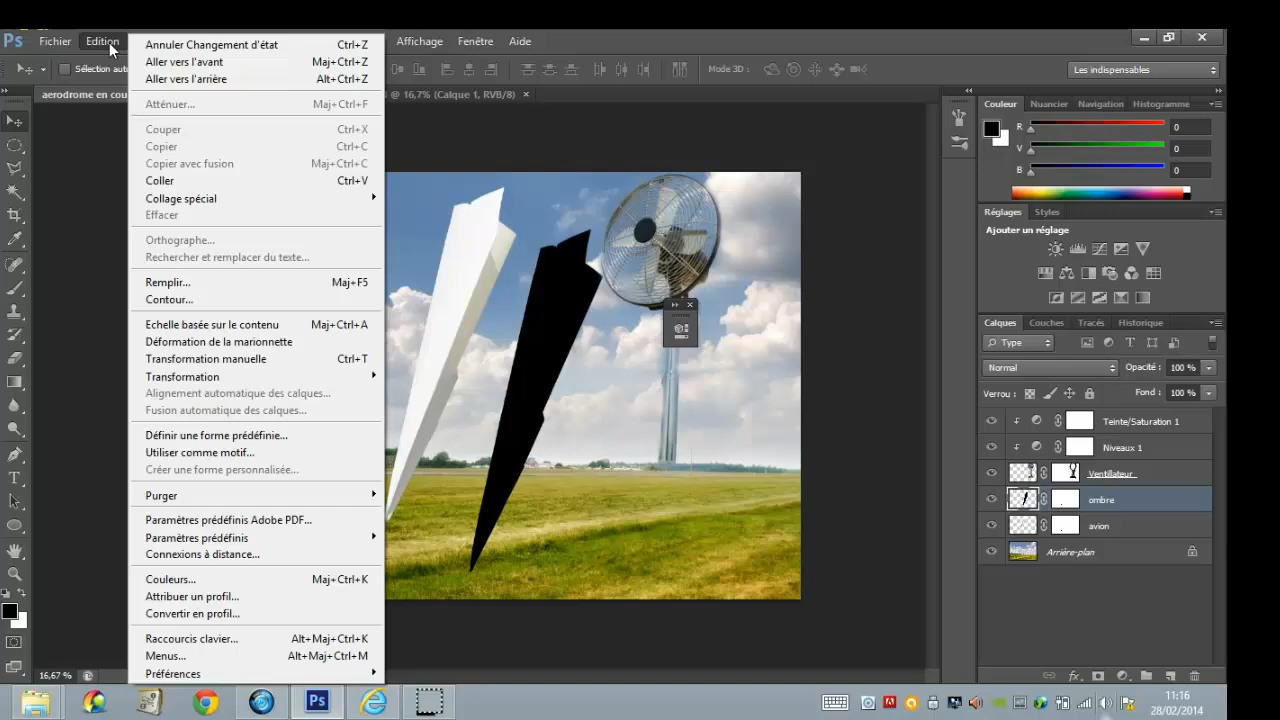 Ps Fichier Edition Affichage Fenêtre Aide
Sélection auto Mode 3D : Les indispensables
aerodrome en cou @ 16,7% (Calque 1, RVB/8) ×
Annuler Changement d'état Ctrl+Z
Aller vers l'avant Maj+Ctrl+Z
Aller vers l'arrière Alt+Ctrl+Z
Atténuer... Maj+Ctrl+F
Couper Ctrl+X
Copier Ctrl+C
Copier avec fusion Maj+Ctrl+C
Coller Ctrl+V
Collage spécial
Effacer
Orthographe...
Rechercher et remplacer du texte...
Remplir... Maj+F5
Contour...
Echelle basée sur le contenu Maj+Ctrl+A
Déformation de la marionnette
Transformation manuelle Ctrl+T
Transformation
Alignement automatique des calques...
Fusion automatique des calques...
Définir une forme prédéfinie...
Utiliser comme motif...
Créer une forme personnalisée...
Purger
Paramètres prédéfinis Adobe PDF...
Paramètres prédéfinis
Connexions à distance...
Couleurs... Maj+Ctrl+K
Attribuer un profil...
Convertir en profil...
Raccourcis clavier... Alt+Maj+Ctrl+K
Menus... Alt+Maj+Ctrl+M
Préférences
Couleur Nuancier Navigation Histogramme
R 0
V 0
B 0
Réglages Styles
Ajouter un réglage
Calques Couches Tracés Historique
Type
Normal Opacité : 100 %
Verrou : Fond : 100 %
Teinte/Saturation 1
Niveaux 1
Ventillateur
ombre
avion
Arrière-plan
fx
16,67 %
Ps
11:16
28/02/2014